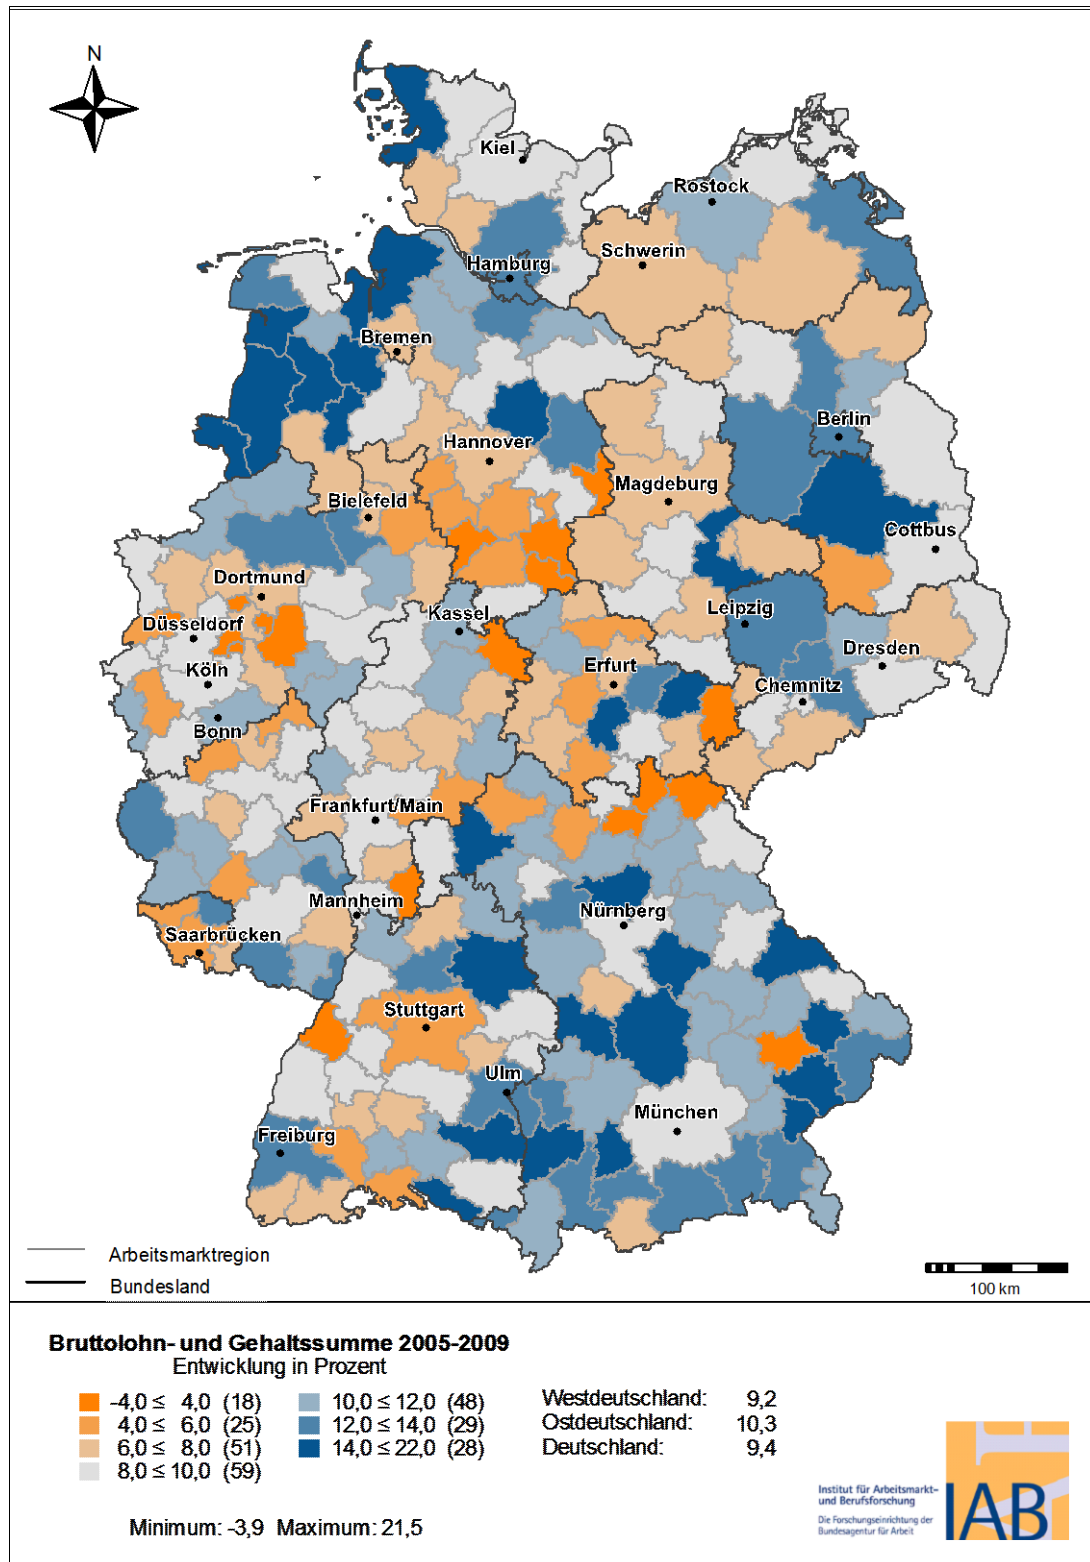 N
Kiel
Rostock
Schwerin
Hamburg
Bremen
Berlin
Hannover
Magdeburg
Bielefeld
Cottbus
Dortmund
Kassel
Leipzig
Düsseldorf
Dresden
Köln
Erfurt
Chemnitz
Bonn
Frankfurt/Main
Mannheim
Nürnberg
Saarbrücken
Stuttgart
Ulm
München
Freiburg
Arbeitsmarktregion
Bundesland
100 km
Bruttolohn- und Gehaltssumme 2005-2009
Entwicklung in Prozent
-4,0 ≤ 4,0 (18)
4,0 ≤ 6,0 (25)
6,0 ≤ 8,0 (51)
8,0 ≤ 10,0 (59)
10,0 ≤ 12,0 (48)
12,0 ≤ 14,0 (29)
14,0 ≤ 22,0 (28)
Westdeutschland: 9,2
Ostdeutschland: 10,3
Deutschland: 9,4
Minimum: -3,9 Maximum: 21,5
Institut für Arbeitsmarkt-
und Berufsforschung
Die Forschungseinrichtung der
Bundesagentur für Arbeit
IAB